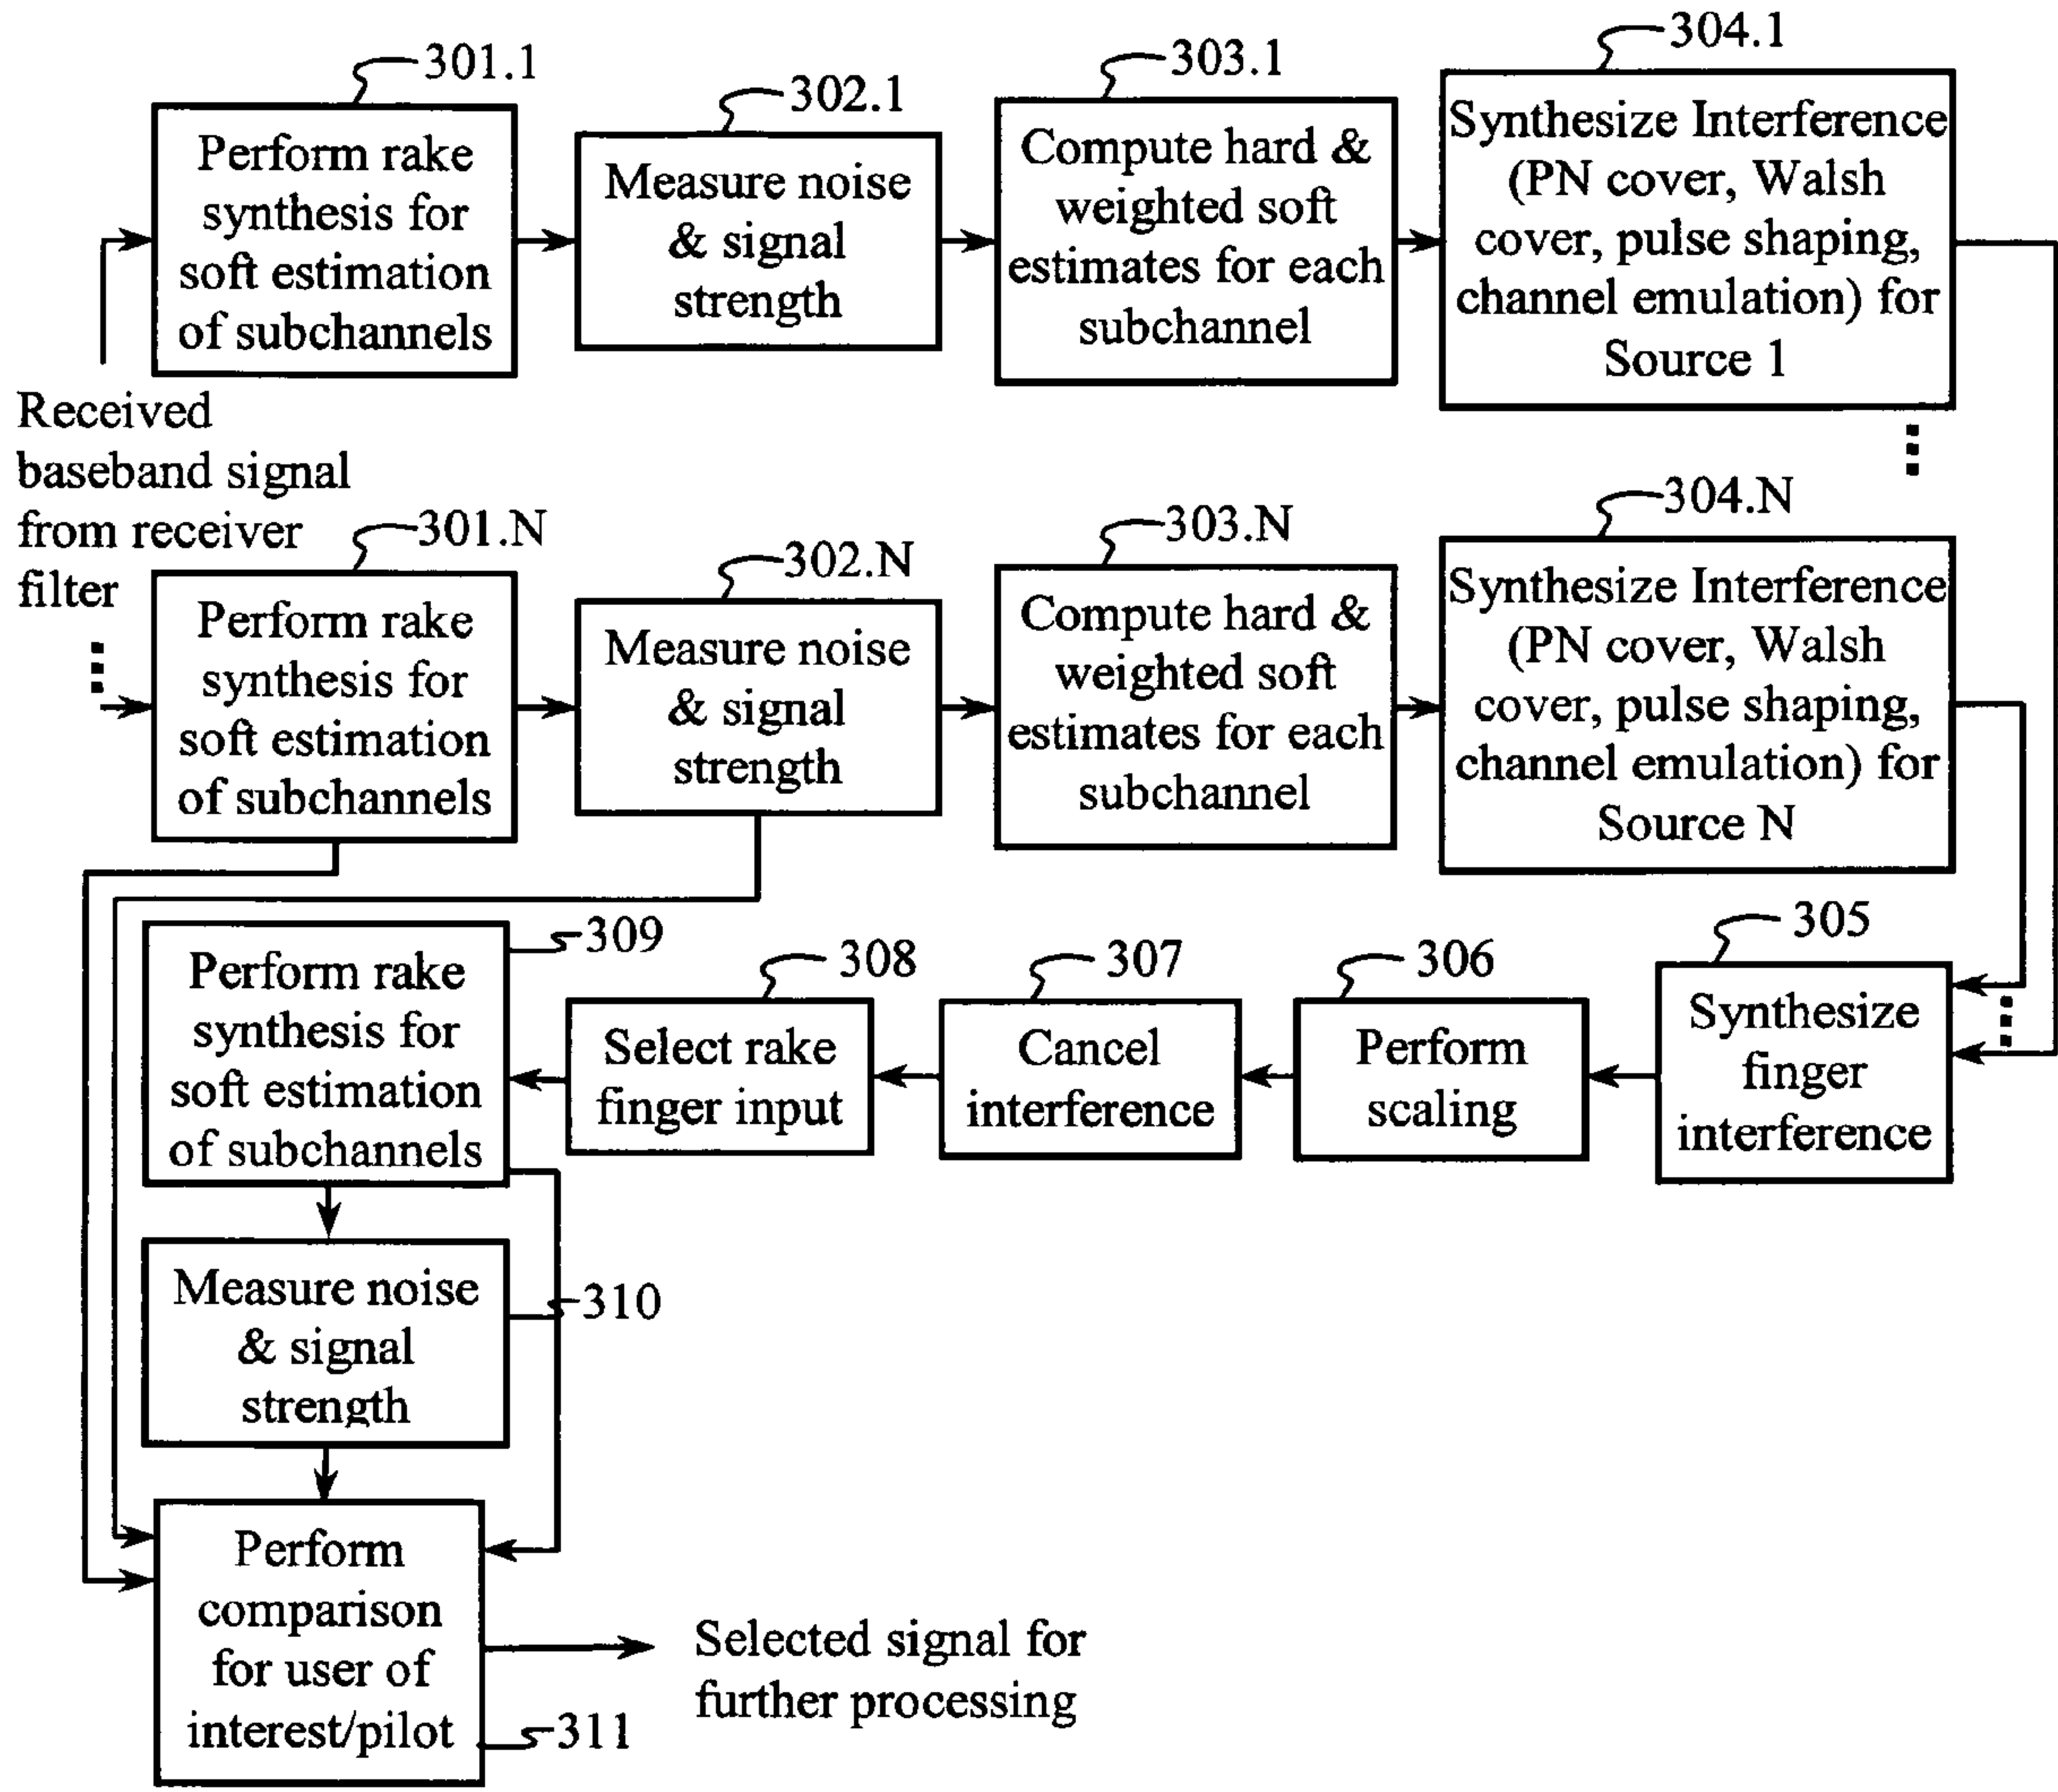 301.1
302.1
303.1
304.1
Perform rake
synthesis for
soft estimation
of subchannels
Measure noise
& signal
strength
Compute hard &
weighted soft
estimates for each
subchannel
Synthesize Interference
(PN cover, Walsh
cover, pulse shaping,
channel emulation) for
Source 1
Received
baseband signal
from receiver
filter
301.N
302.N
303.N
304.N
Perform rake
synthesis for
soft estimation
of subchannels
Measure noise
& signal
strength
Compute hard &
weighted soft
estimates for each
subchannel
Synthesize Interference
(PN cover, Walsh
cover, pulse shaping,
channel emulation) for
Source N
309
308
307
306
305
Perform rake
synthesis for
soft estimation
of subchannels
Select rake
finger input
Cancel
interference
Perform
scaling
Synthesize
finger
interference
310
Measure noise
& signal
strength
Perform
comparison
for user of
interest/pilot
311
Selected signal for
further processing